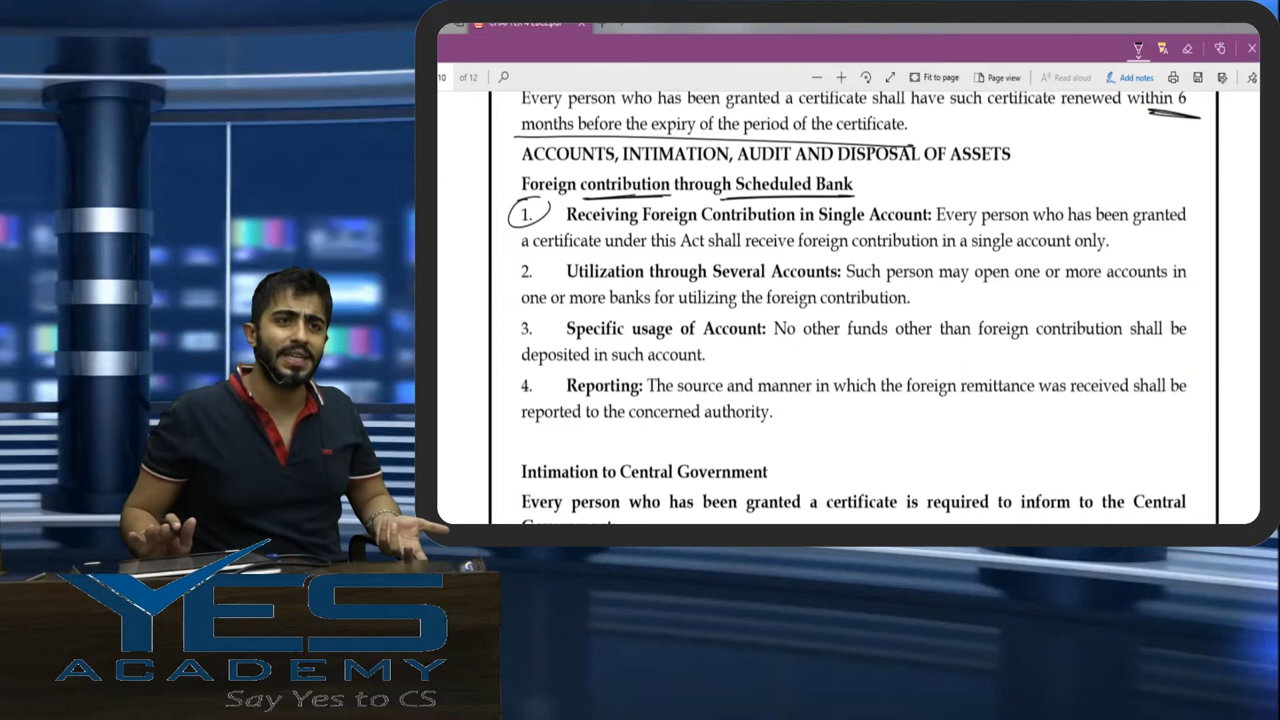 10 of 12
Fit to page
Page view
Read aloud
Add notes
Every person who has been granted a certificate shall have such certificate renewed within 6
months before the expiry of the period of the certificate.
ACCOUNTS, INTIMATION, AUDIT AND DISPOSAL OF ASSETS
Foreign contribution through Scheduled Bank
1. Receiving Foreign Contribution in Single Account: Every person who has been granted
a certificate under this Act shall receive foreign contribution in a single account only.
2. Utilization through Several Accounts: Such person may open one or more accounts in
one or more banks for utilizing the foreign contribution.
3. Specific usage of Account: No other funds other than foreign contribution shall be
deposited in such account.
4. Reporting: The source and manner in which the foreign remittance was received shall be
reported to the concerned authority.
Intimation to Central Government
Every person who has been granted a certificate is required to inform to the Central
YES
ACADEMY
Say Yes to CS